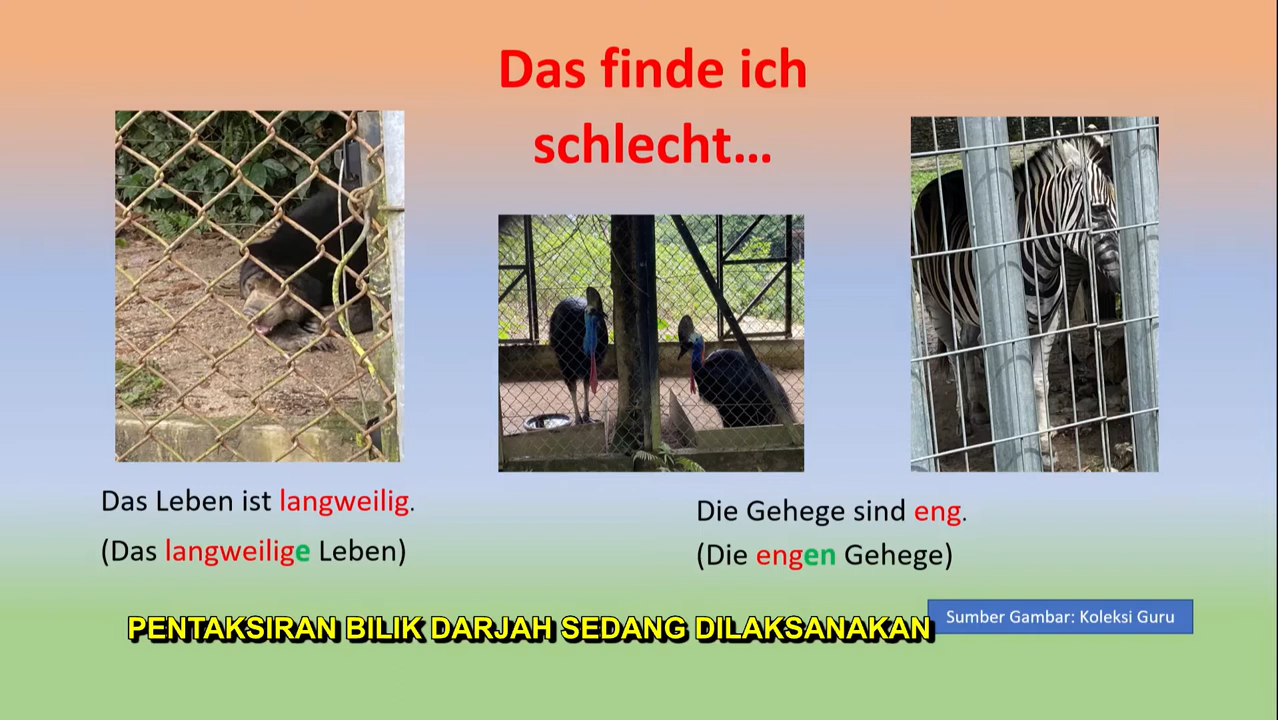 Das finde ich
schlecht...
Das Leben ist langweilig.
(Das langweilige Leben)
Die Gehege sind eng.
(Die engen Gehege)
PENTAKSIRAN BILIK DARJAH SEDANG DILAKSANAKAN
Sumber Gambar: Koleksi Guru